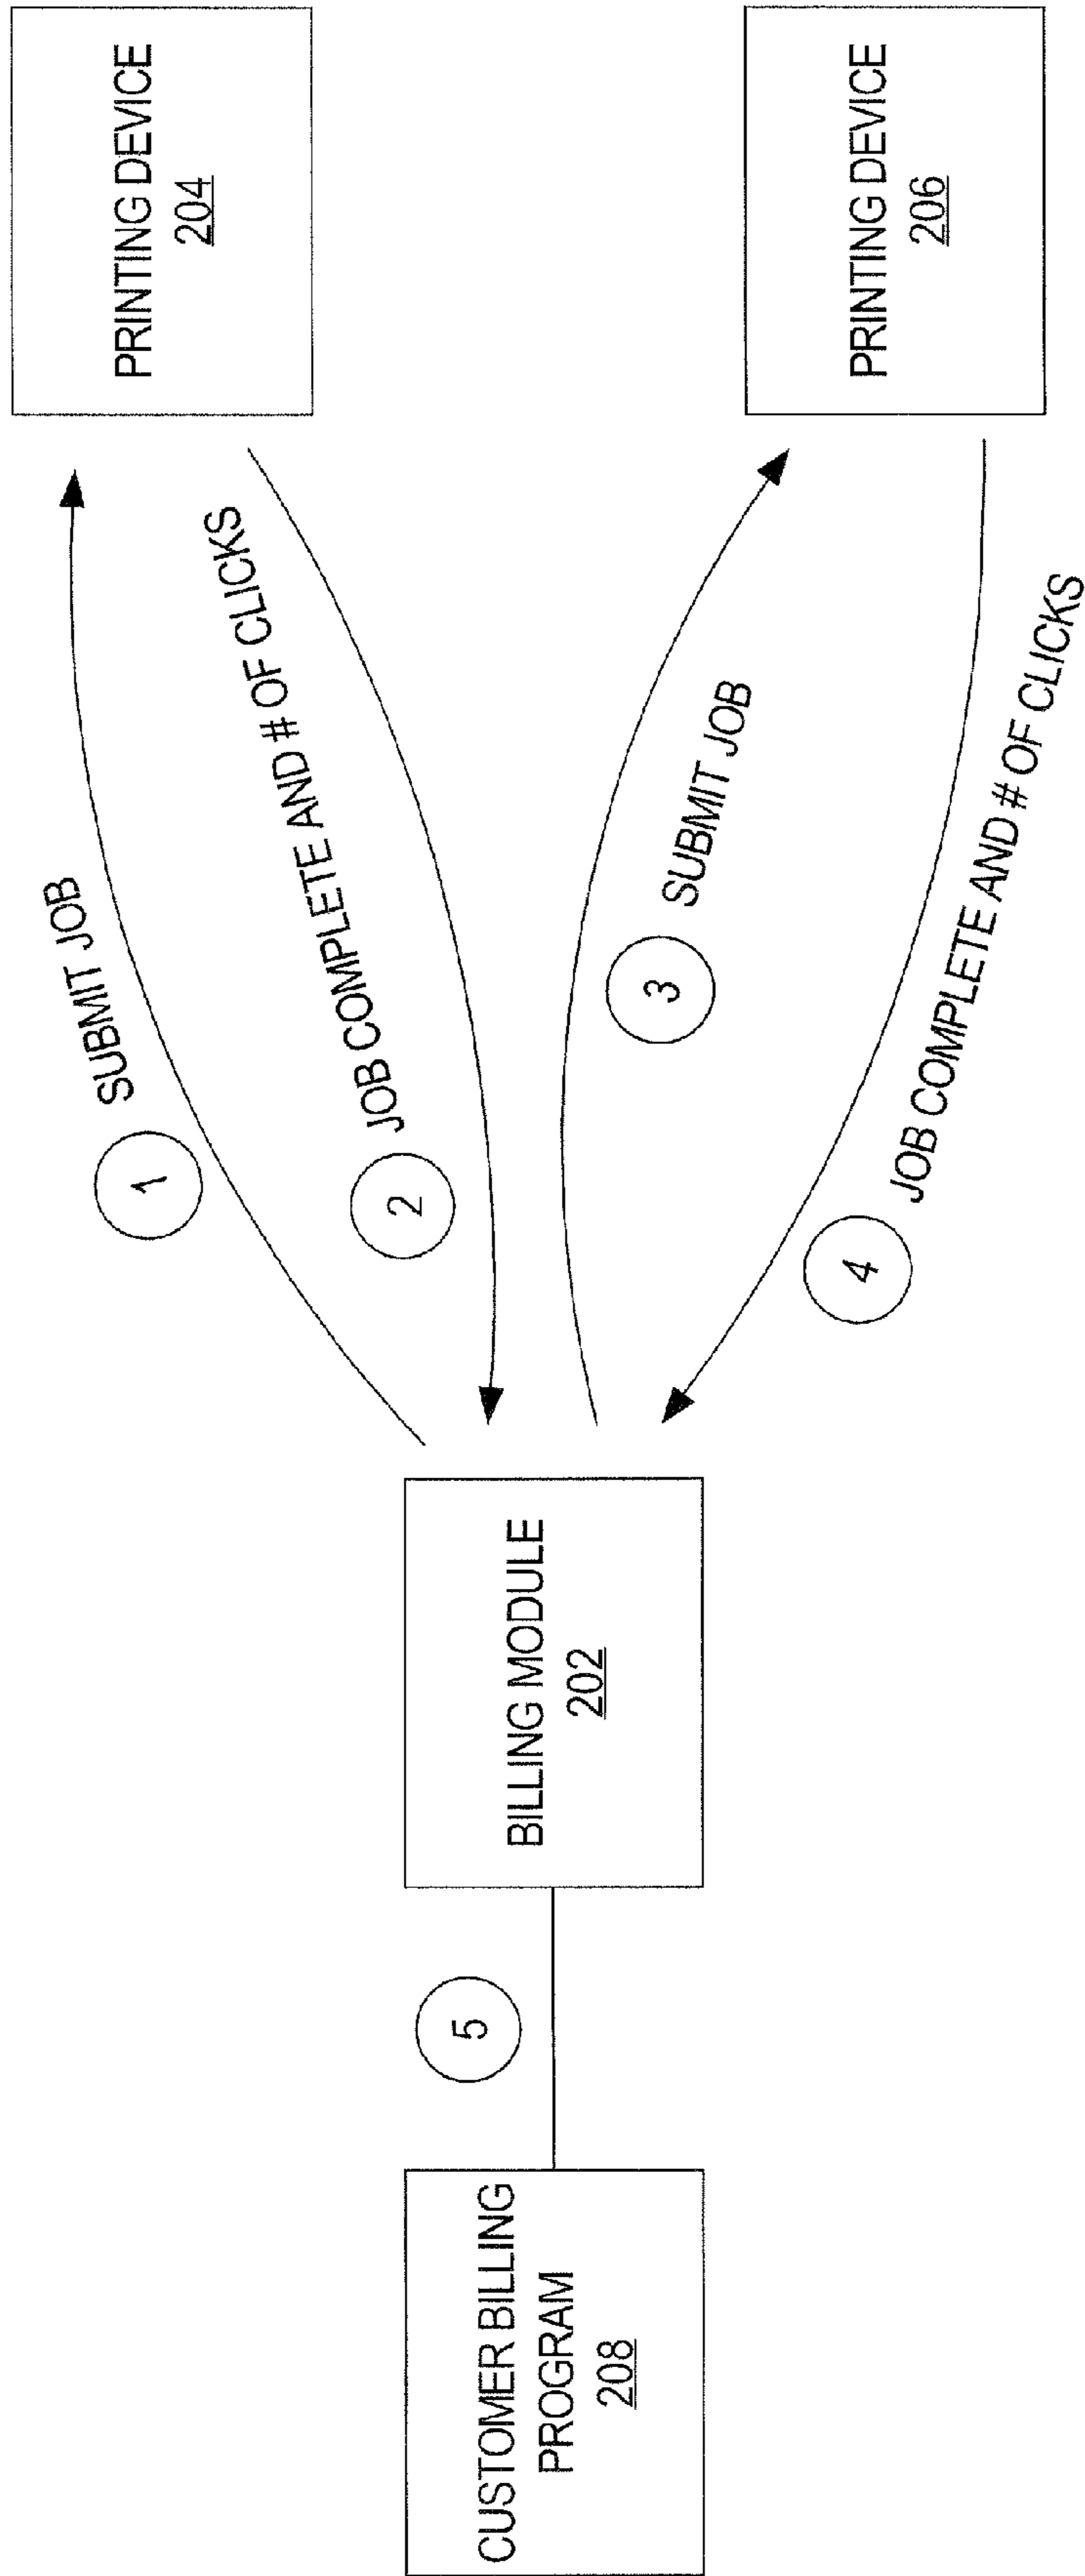 CUSTOMER BILLING
PROGRAM
208
5
BILLING MODULE
202
1
SUBMIT JOB
2
JOB COMPLETE AND # OF CLICKS
3
SUBMIT JOB
4
JOB COMPLETE AND # OF CLICKS
PRINTING DEVICE
204
PRINTING DEVICE
206